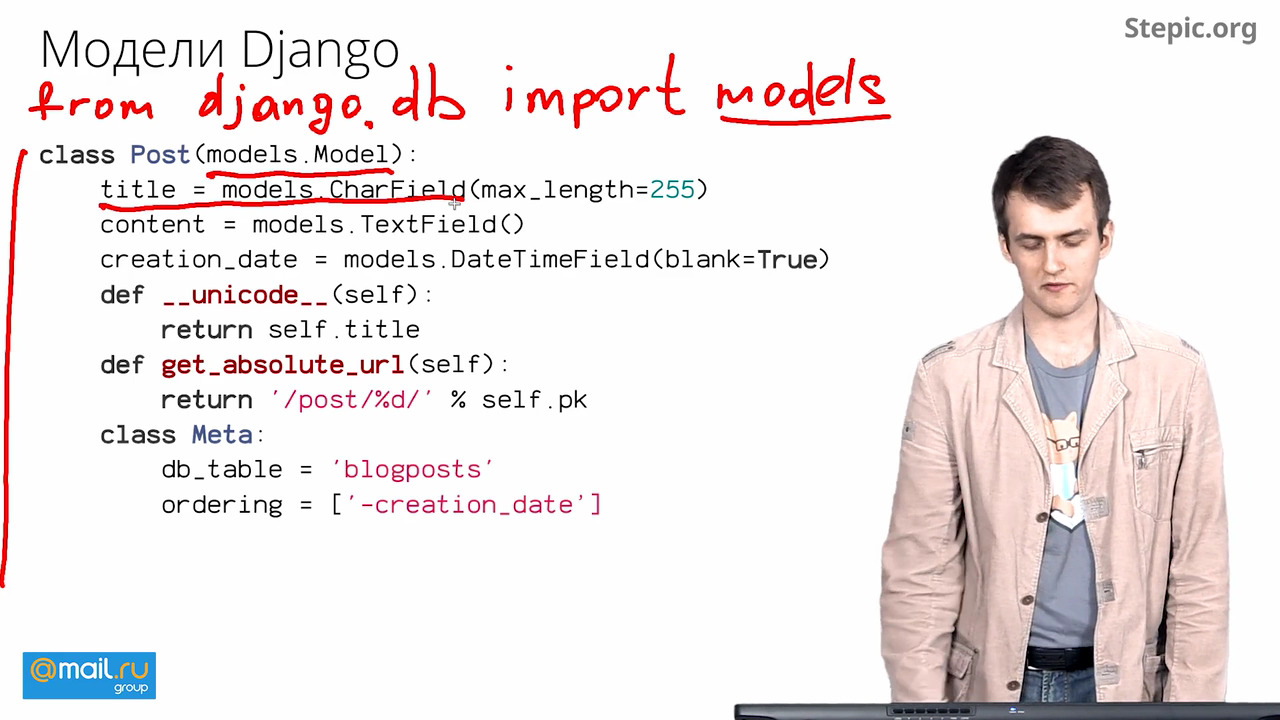 Stepic.org
Модели Django
from django.db import models
class Post(models.Model):
title = models.CharField(max_length=255)
content = models.TextField()
creation_date = models.DateTimeField(blank=True)
def __unicode__(self):
return self.title
def get_absolute_url(self):
return '/post/%d/' % self.pk
class Meta:
db_table = 'blogposts'
ordering = ['-creation_date']
@mail.ru
group